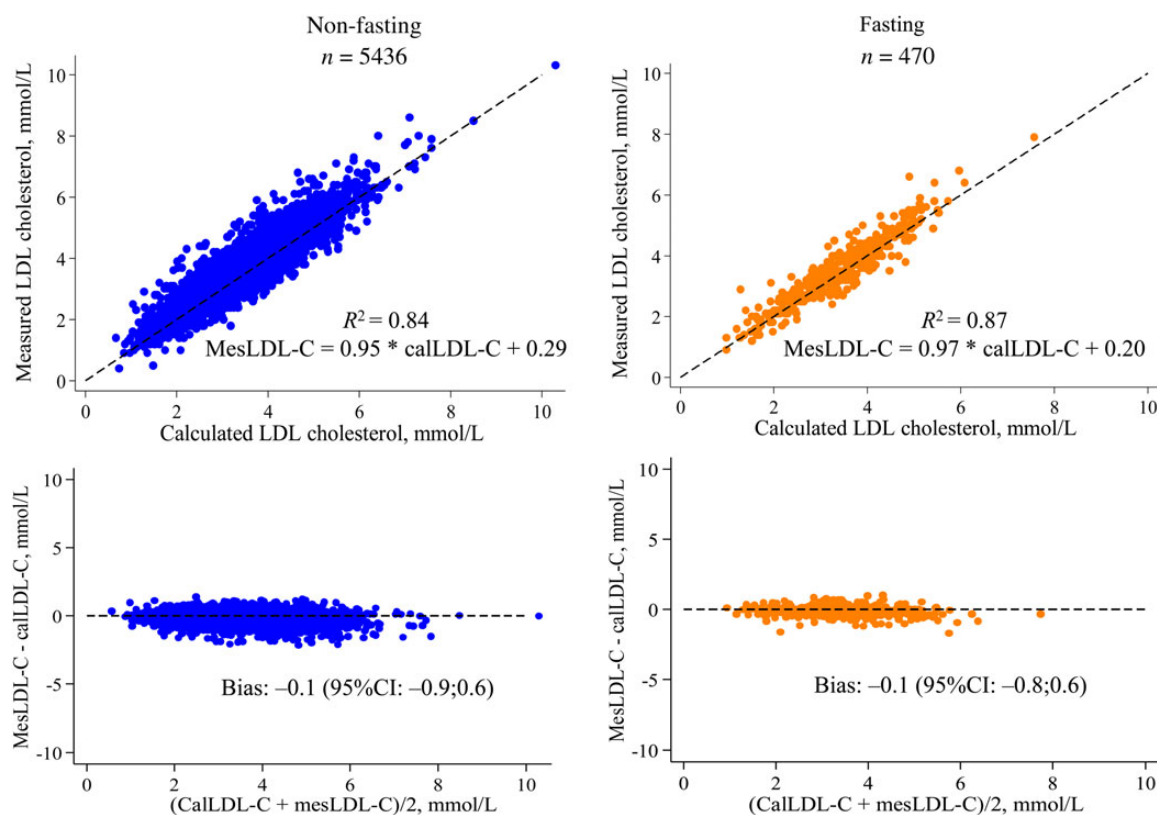 Non-fasting
n = 5436
Measured LDL cholesterol, mmol/L
10
8
6
4
2
0
R² = 0.84
MesLDL-C = 0.95 * calLDL-C + 0.29
0 2 4 6 8 10
Calculated LDL cholesterol, mmol/L
Fasting
n = 470
Measured LDL cholesterol, mmol/L
10
8
6
4
2
0
R² = 0.87
MesLDL-C = 0.97 * calLDL-C + 0.20
0 2 4 6 8 10
Calculated LDL cholesterol, mmol/L
MesLDL-C - calLDL-C, mmol/L
10
5
0
-5
-10
Bias: –0.1 (95%CI: –0.9;0.6)
0 2 4 6 8 10
(CalLDL-C + mesLDL-C)/2, mmol/L
MesLDL-C - calLDL-C, mmol/L
10
5
0
-5
-10
Bias: –0.1 (95%CI: –0.8;0.6)
0 2 4 6 8 10
(CalLDL-C + mesLDL-C)/2, mmol/L